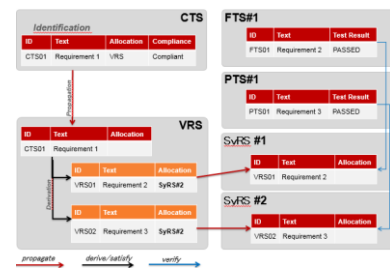 CTS
Identification
ID Text Allocation Compliance
CTS01 Requirement 1 VRS Compliant
Propagation
VRS
ID Text Allocation
CTS01 Requirement 1
Derivation
ID Text Allocation
VRS01 Requirement 2 SyRS#2
ID Text Allocation
VRS02 Requirement 3 SyRS#2
FTS#1
ID Text Test Result
FTS01 Requirement 2 PASSED
PTS#1
ID Text Test Result
PTS01 Requirement 3 PASSED
SyRS #1
ID Text Allocation
VRS01 Requirement 2
SyRS #2
ID Text Allocation
VRS02 Requirement 3
propagate derive/satisfy verify